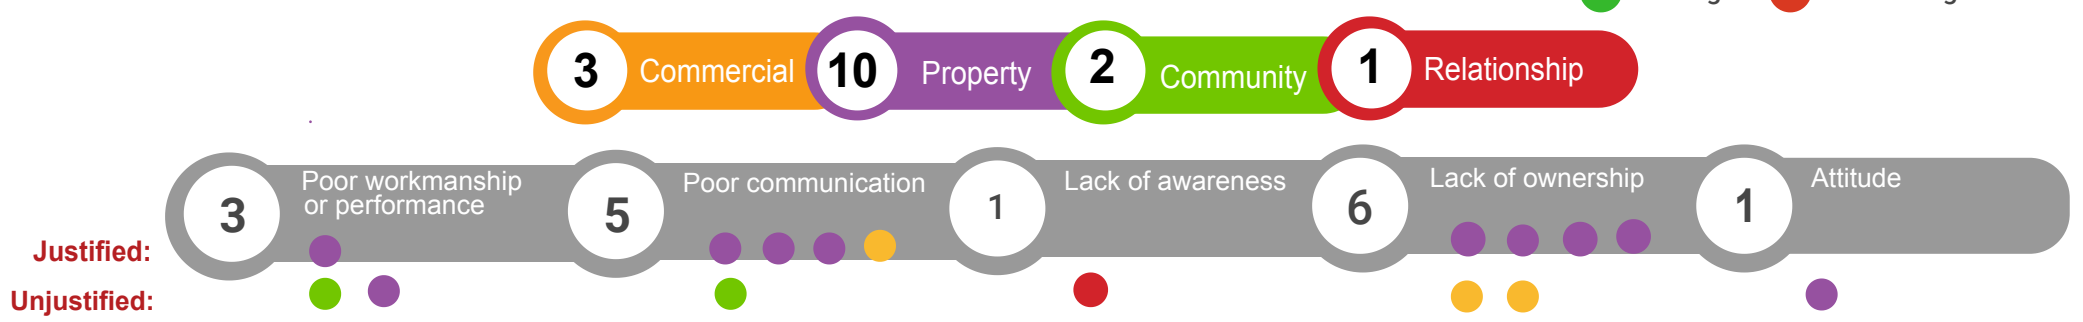 3 Commercial 10 Property 2 Community 1 Relationship
3 Poor workmanship
or performance
5 Poor communication
1 Lack of awareness
6 Lack of ownership
1 Attitude
Justified:
Unjustified: